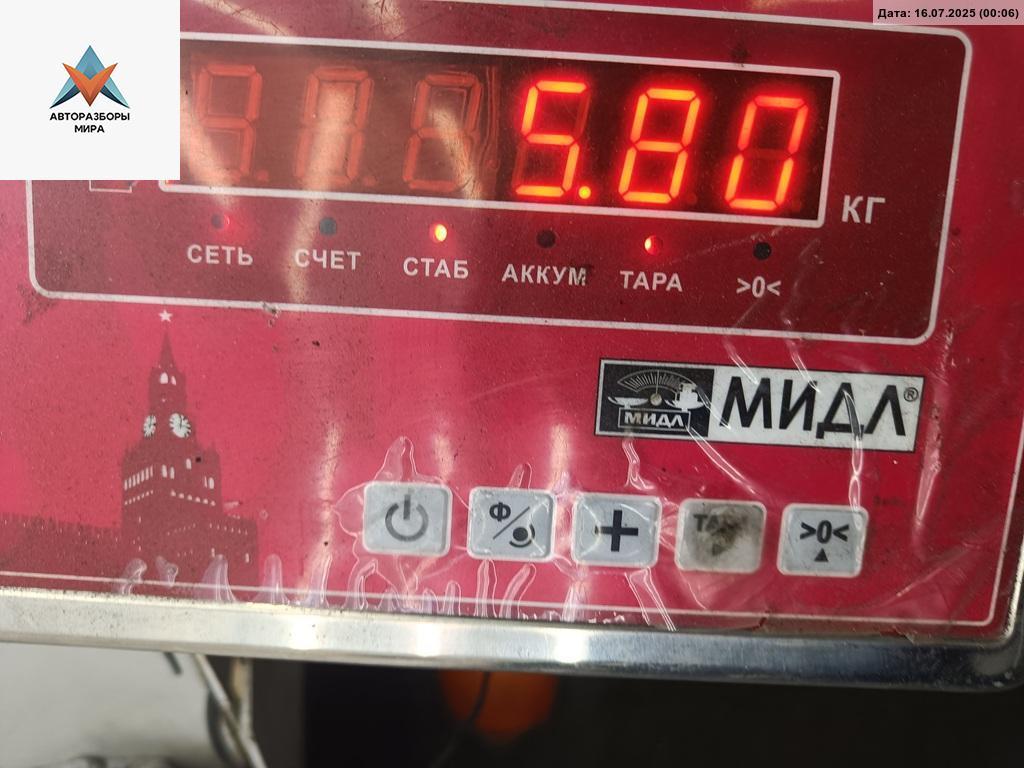 Дата: 16.07.2025 (00:06)
АВТОРАЗБОРЫ
МИРА
5.80
КГ
СЕТЬ СЧЕТ СТАБ АККУМ ТАРА >0<
МИДЛ МИДЛ®
Ф
+
>0<